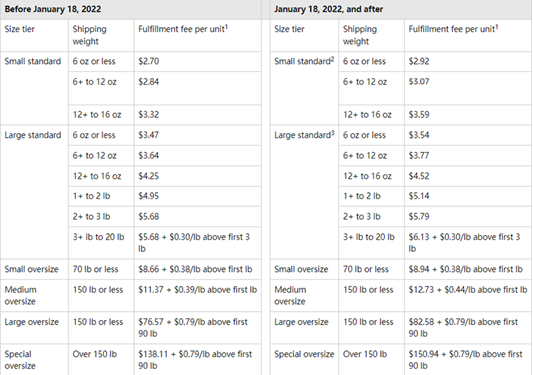 Before January 18, 2022
Size tier Shipping weight Fulfillment fee per unit1
Small standard 6 oz or less $2.70
6+ to 12 oz $2.84
12+ to 16 oz $3.32
Large standard 6 oz or less $3.47
6+ to 12 oz $3.64
12+ to 16 oz $4.25
1+ to 2 lb $4.95
2+ to 3 lb $5.68
3+ lb to 20 lb $5.68 + $0.30/lb above first 3 lb
Small oversize 70 lb or less $8.66 + $0.38/lb above first lb
Medium oversize 150 lb or less $11.37 + $0.39/lb above first lb
Large oversize 150 lb or less $76.57 + $0.79/lb above first 90 lb
Special oversize Over 150 lb $138.11 + $0.79/lb above first 90 lb
January 18, 2022, and after
Size tier Shipping weight Fulfillment fee per unit1
Small standard2 6 oz or less $2.92
6+ to 12 oz $3.07
12+ to 16 oz $3.59
Large standard3 6 oz or less $3.54
6+ to 12 oz $3.77
12+ to 16 oz $4.52
1+ to 2 lb $5.14
2+ to 3 lb $5.79
3+ lb to 20 lb $6.13 + $0.30/lb above first 3 lb
Small oversize 70 lb or less $8.94 + $0.38/lb above first lb
Medium oversize 150 lb or less $12.73 + $0.44/lb above first lb
Large oversize 150 lb or less $82.58 + $0.79/lb above first 90 lb
Special oversize Over 150 lb $150.94 + $0.79/lb above first 90 lb